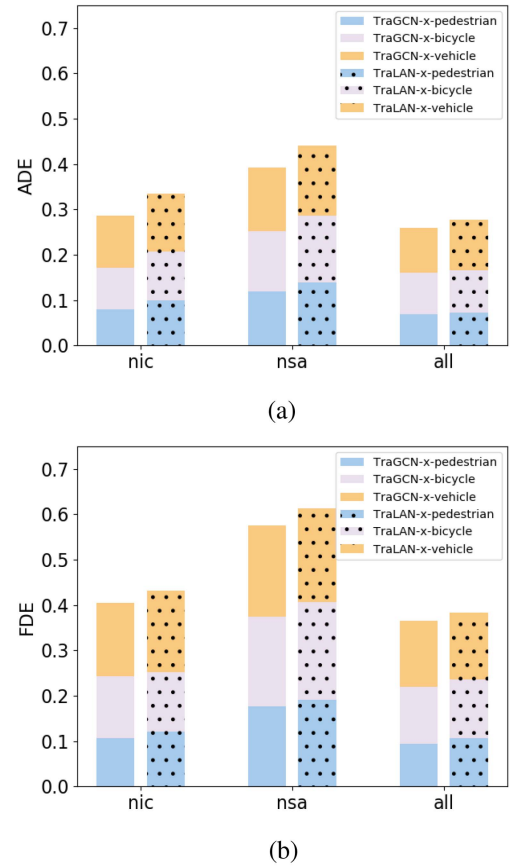 0.7
0.6
0.5
0.4
0.3
0.2
0.1
0.0
ADE
TraGCN-x-pedestrian
TraGCN-x-bicycle
TraGCN-x-vehicle
TraLAN-x-pedestrian
TraLAN-x-bicycle
TraLAN-x-vehicle
nic nsa all
(a)
0.7
0.6
0.5
0.4
0.3
0.2
0.1
0.0
FDE
TraGCN-x-pedestrian
TraGCN-x-bicycle
TraGCN-x-vehicle
TraLAN-x-pedestrian
TraLAN-x-bicycle
TraLAN-x-vehicle
nic nsa all
(b)